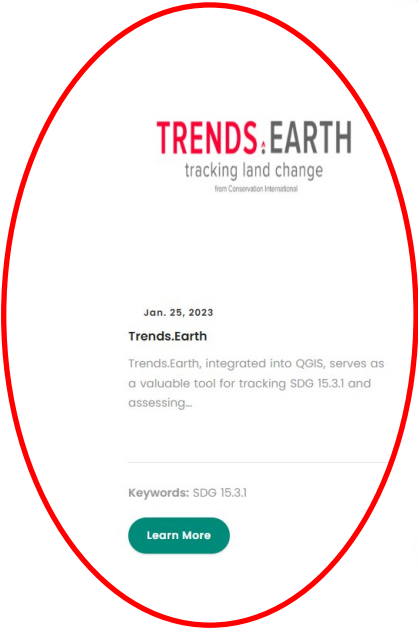 TRENDS.EARTH
tracking land change
from Conservation International
Jan. 25, 2023
Trends.Earth
Trends.Earth, integrated into QGIS, serves as
a valuable tool for tracking SDG 15.3.1 and
assessing...
Keywords: SDG 15.3.1
Learn More